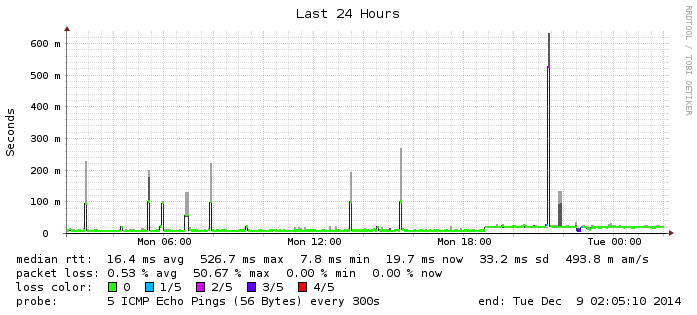 Last 24 Hours
RRDTOOL / TOBI OETIKER
Seconds
600 m
500 m
400 m
300 m
200 m
100 m
0
Mon 06:00 Mon 12:00 Mon 18:00 Tue 00:00
median rtt: 16.4 ms avg 526.7 ms max 7.8 ms min 19.7 ms now 33.2 ms sd 493.8 m am/s
packet loss: 0.53 % avg 50.67 % max 0.00 % min 0.00 % now
loss color: 0 1/5 2/5 3/5 4/5
probe: 5 ICMP Echo Pings (56 Bytes) every 300s end: Tue Dec 9 02:05:10 2014